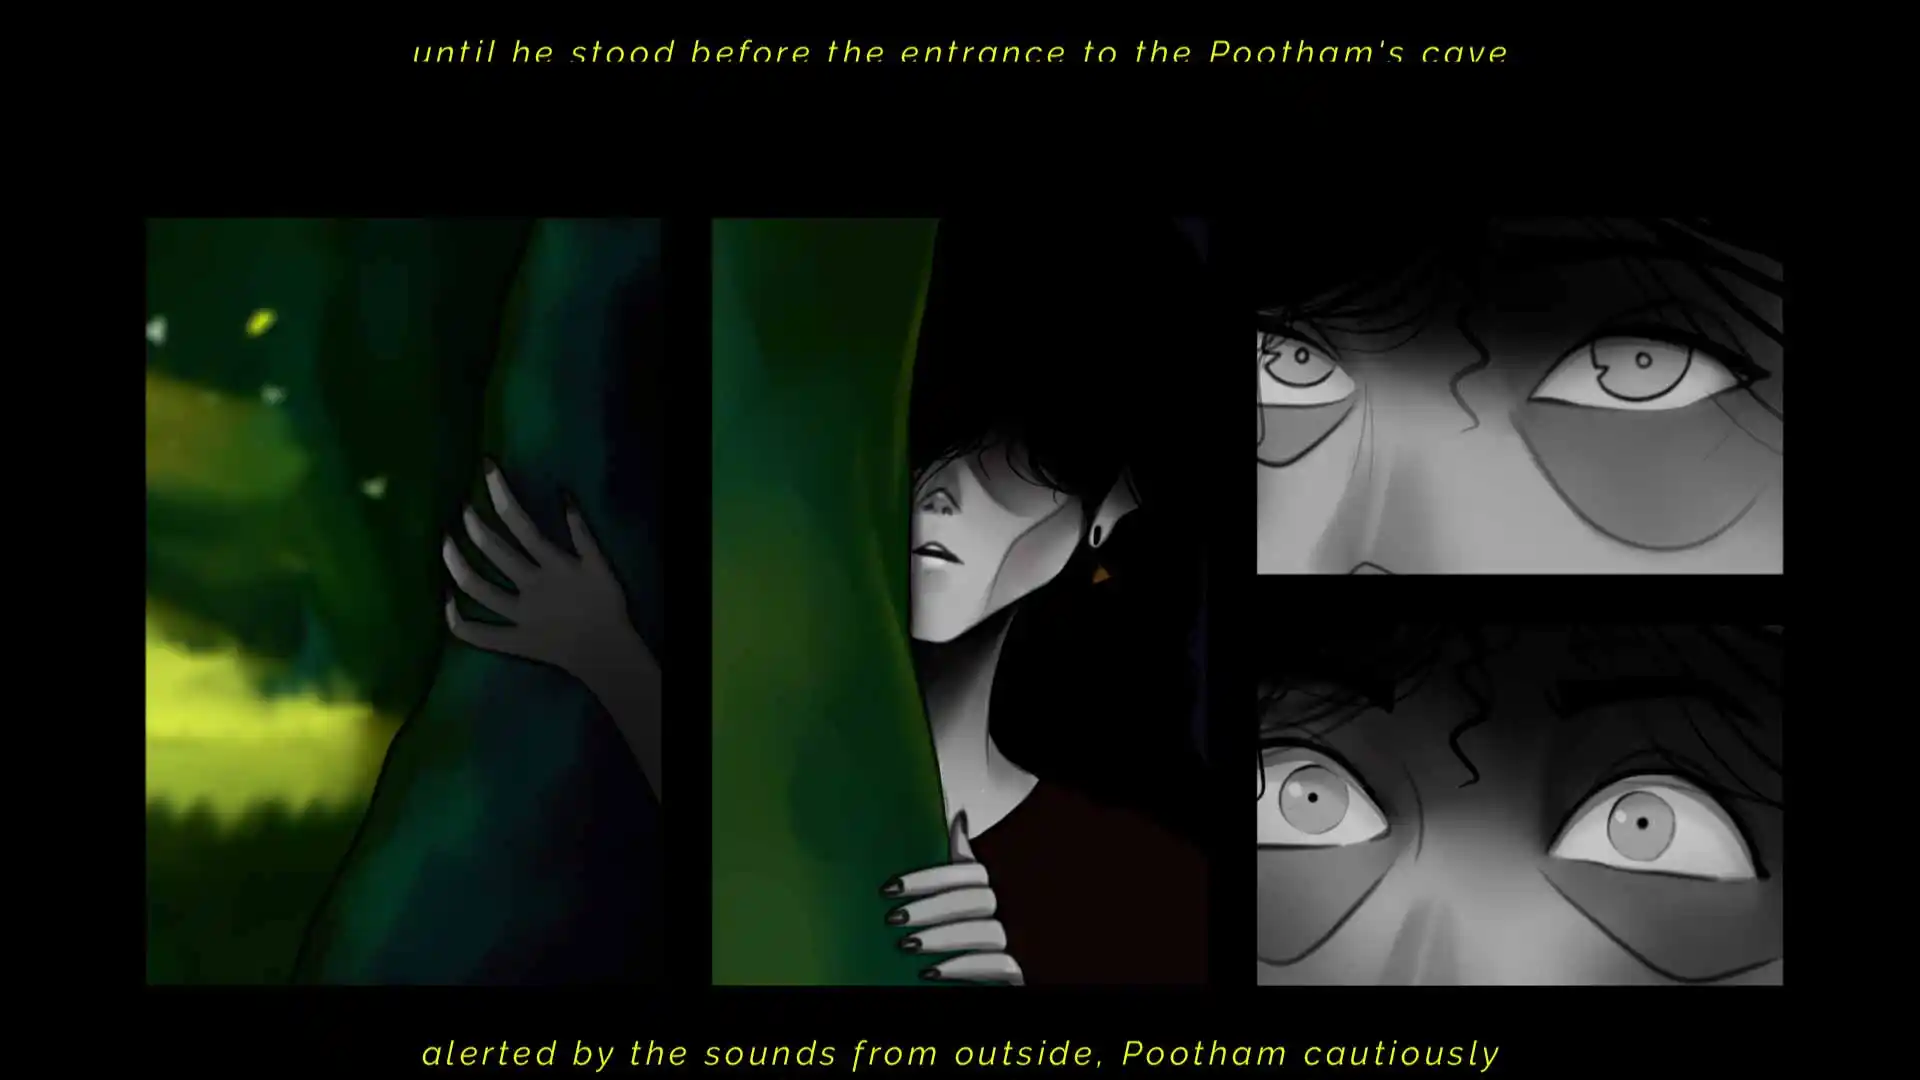 until he stood before the entrance to the Pootham's cave
alerted by the sounds from outside, Pootham cautiously